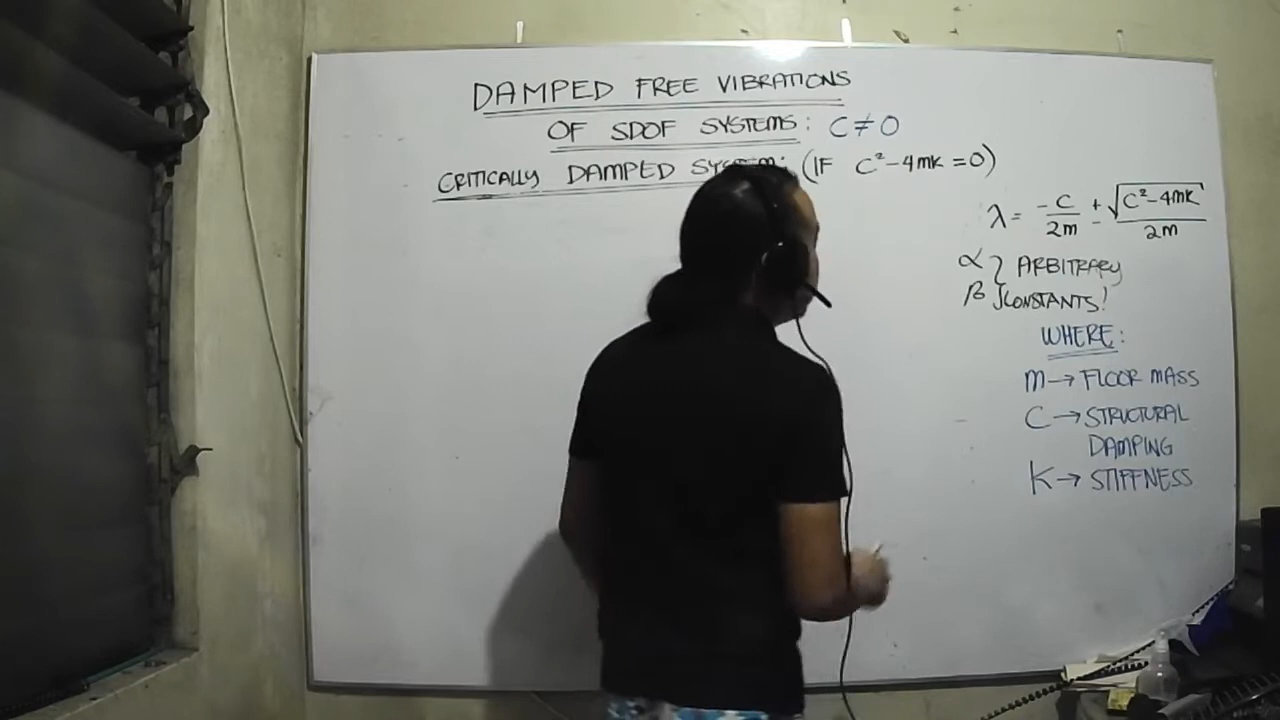 DAMPED FREE VIBRATIONS
OF SDOF SYSTEMS: C≠0
CRITICALLY DAMPED SYSTEM: (IF C²-4mK=0)
λ = -C/2m ± √(C²-4mK)/2m
α } ARBITRARY
β } CONSTANTS!
WHERE:
m → FLOOR MASS
C → STRUCTURAL
DAMPING
K → STIFFNESS